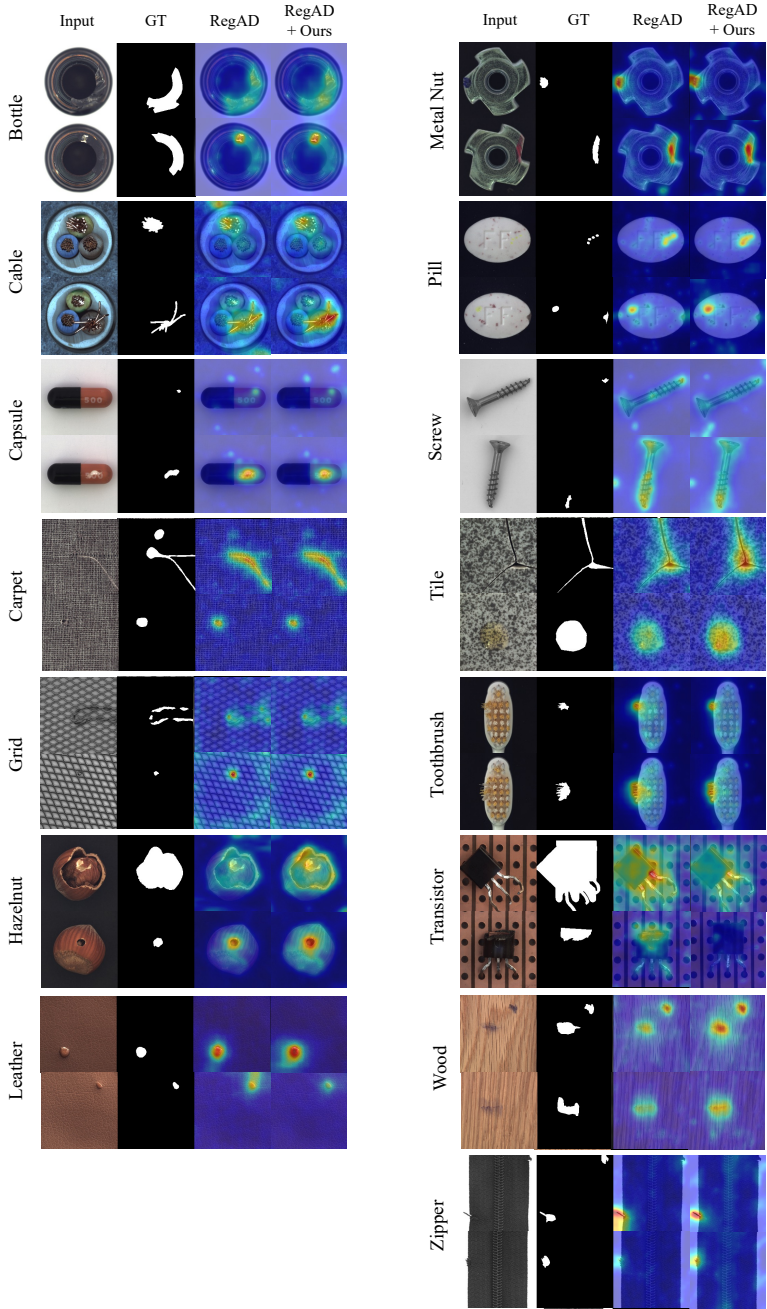 Input GT RegAD RegAD + Ours
Bottle
Cable
Capsule
500
Carpet
Grid
Hazelnut
Leather
Input GT RegAD RegAD + Ours
Metal Nut
Pill
FF
Screw
Tile
Toothbrush
Transistor
Wood
Zipper